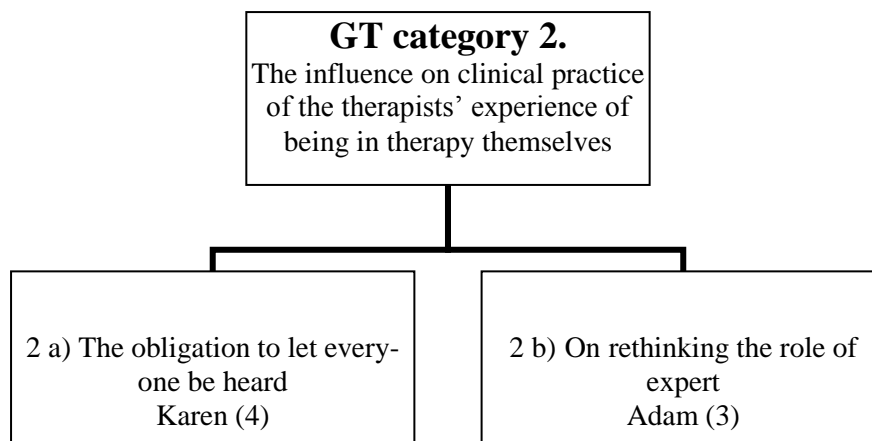 GT category 2.
The influence on clinical practice
of the therapists’ experience of
being in therapy themselves
2 a) The obligation to let every-
one be heard
Karen (4)
2 b) On rethinking the role of
expert
Adam (3)